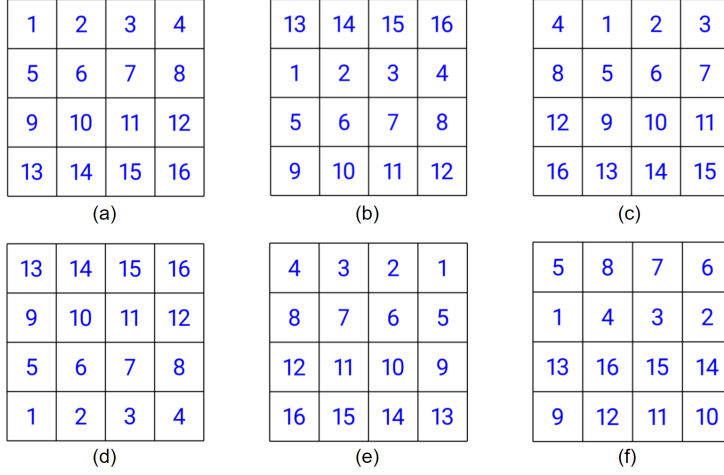 1 2 3 4 13 14 15 16 4 1 2 3
5 6 7 8 1 2 3 4 8 5 6 7
9 10 11 12 5 6 7 8 12 9 10 11
13 14 15 16 9 10 11 12 16 13 14 15
(a) (b) (c)
13 14 15 16 4 3 2 1 5 8 7 6
9 10 11 12 8 7 6 5 1 4 3 2
5 6 7 8 12 11 10 9 13 16 15 14
1 2 3 4 16 15 14 13 9 12 11 10
(d) (e) (f)